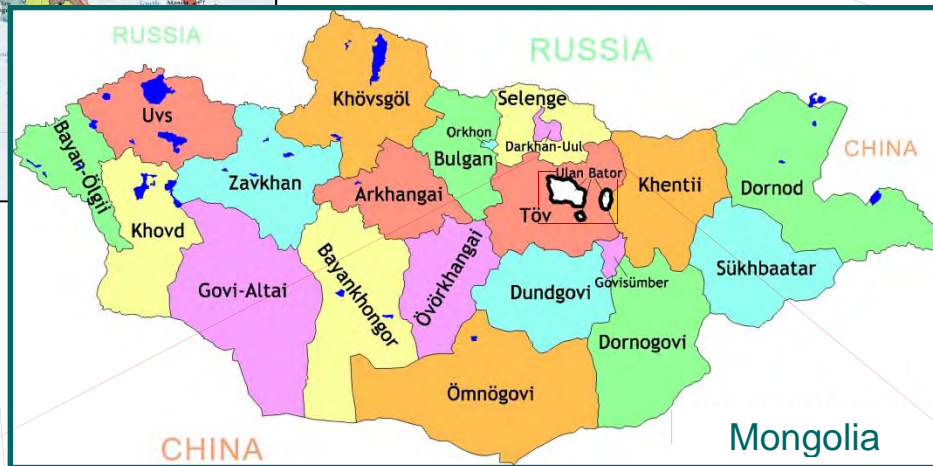 RUSSIA
RUSSIA
Khövsgöl
Selenge
Uvs
Orkhon
Darkhan-Uul
Bulgan
CHINA
Bayan-Ölgii
Zavkhan
Arkhangai
Ulan Bator
Khentii
Dornod
Khovd
Töv
Övörkhangai
Bayankhongor
Govi-Altai
Dundgovi
Govisümber
Sükhbaatar
Dornogovi
Ömnögovi
CHINA
Mongolia